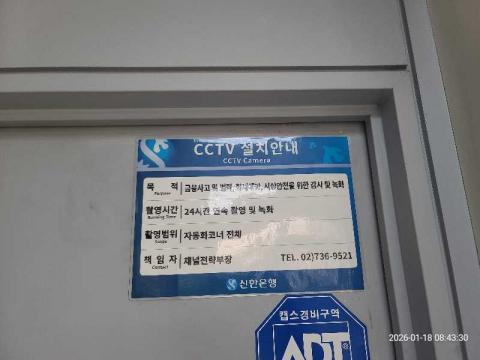 CCTV 설치안내
CCTV Camera
목 적 금융사고 및 범죄, 화재예방, 시설안전을 위한 감시 및 녹화
Purpose
촬영시간 24시간 연속 촬영 및 녹화
촬영범위 자동화코너 전체
Scope
책 임 자 채널전략부장 TEL. 02)736-9521
Contact
신한은행
캡스경비구역
ADT
2026-01-18 08:43:30